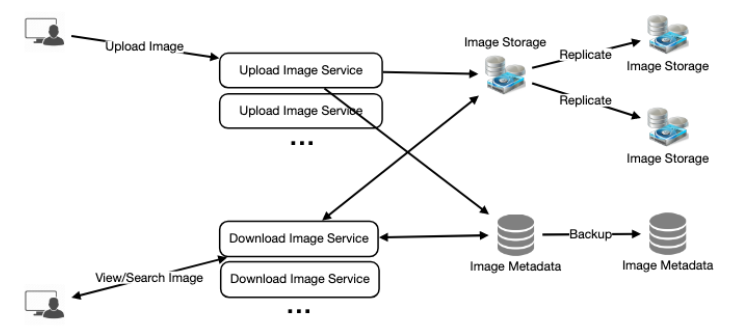 Upload Image
Upload Image Service
Upload Image Service
...
Image Storage
Replicate
Image Storage
Replicate
Image Storage
Download Image Service
Download Image Service
...
View/Search Image
Image Metadata
Backup
Image Metadata